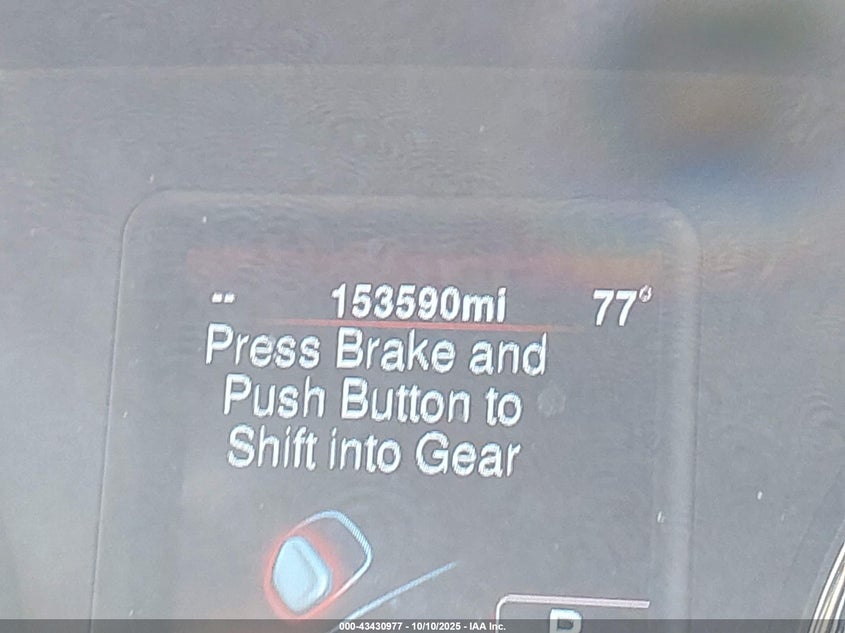 -- 153590mi 77°
Press Brake and
Push Button to
Shift into Gear
P
000-43430977 - 10/10/2025 - IAA Inc.